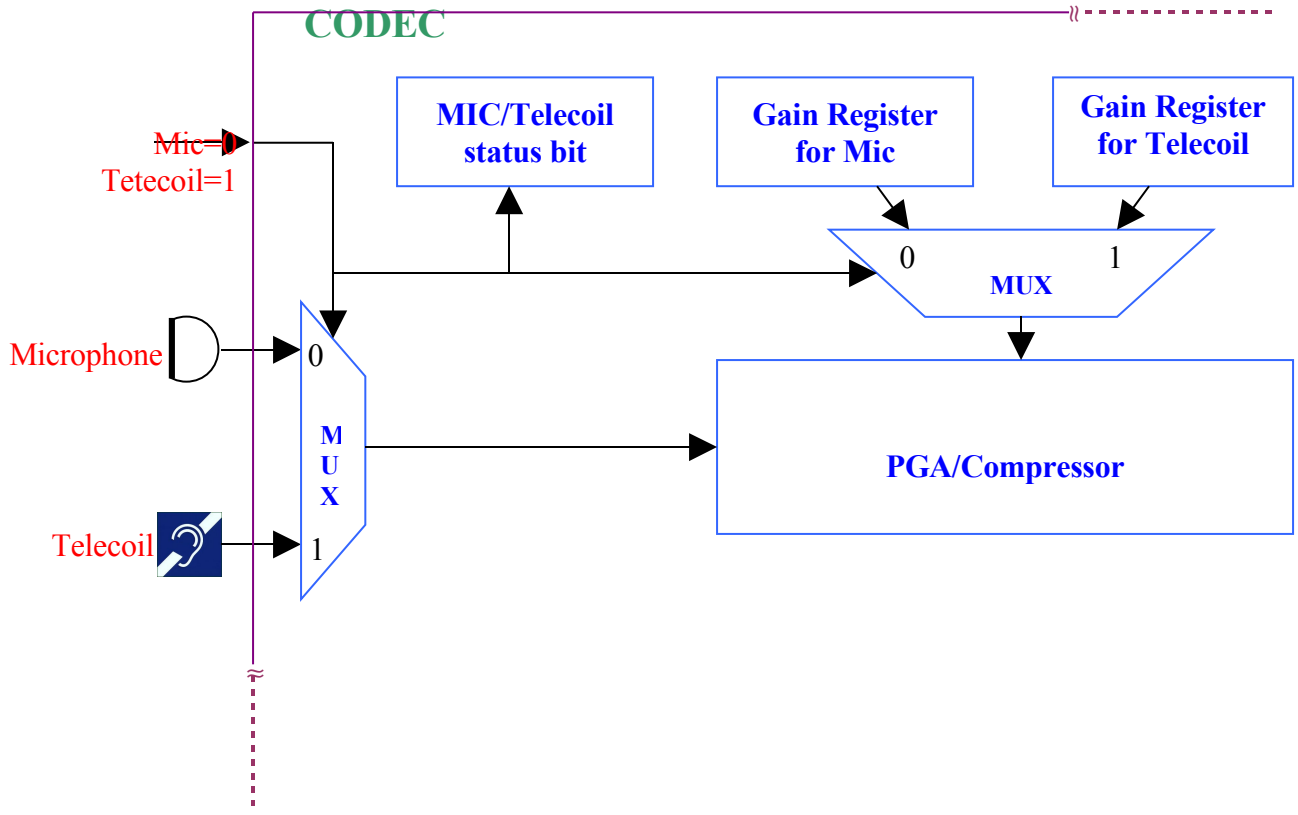 CODEC
MIC/Telecoil
status bit
Gain Register
for Mic
Gain Register
for Telecoil
Mic=0
Tetecoil=1
0
1
MUX
Microphone
0
M
U
X
PGA/Compressor
Telecoil
1